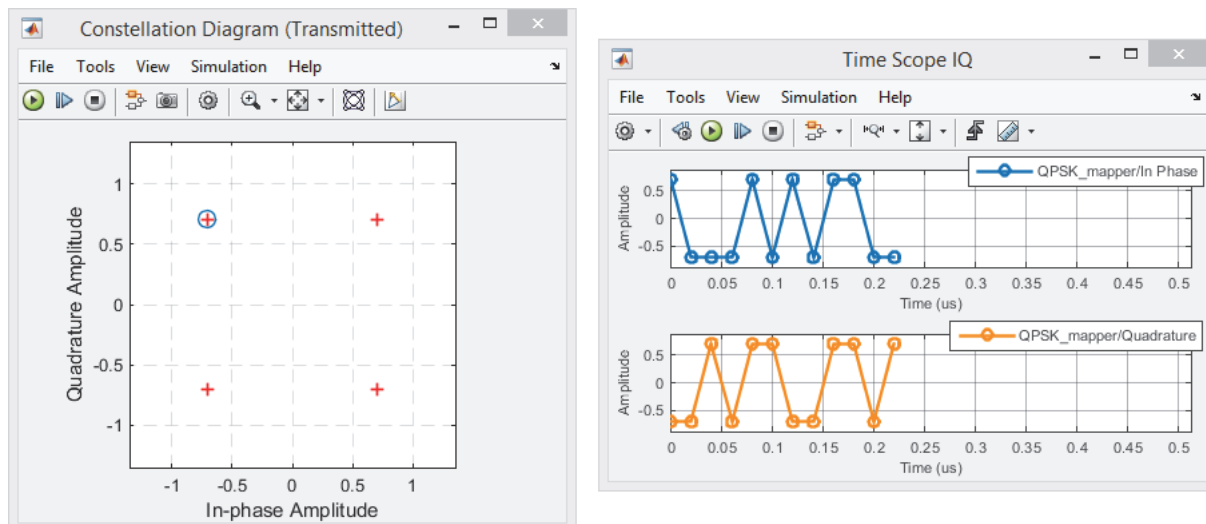 Constellation Diagram (Transmitted)
File Tools View Simulation Help
1
0.5
0
-0.5
-1
Quadrature Amplitude
-1 -0.5 0 0.5 1
In-phase Amplitude
Time Scope IQ
File Tools View Simulation Help
QPSK_mapper/In Phase
0.5
0
-0.5
Amplitude
0 0.05 0.1 0.15 0.2 0.25 0.3 0.35 0.4 0.45 0.5
Time (us)
QPSK_mapper/Quadrature
0.5
0
-0.5
Amplitude
0 0.05 0.1 0.15 0.2 0.25 0.3 0.35 0.4 0.45 0.5
Time (us)